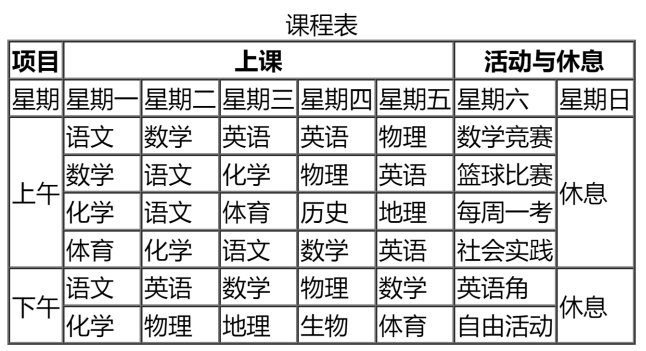 课程表
项目 上课 活动与休息
星期 星期一 星期二 星期三 星期四 星期五 星期六 星期日
上午 语文 数学 英语 英语 物理 数学竞赛 休息
数学 语文 化学 物理 英语 篮球比赛
化学 语文 体育 历史 地理 每周一考
体育 化学 语文 数学 英语 社会实践
下午 语文 英语 数学 物理 数学 英语角 休息
化学 物理 地理 生物 体育 自由活动